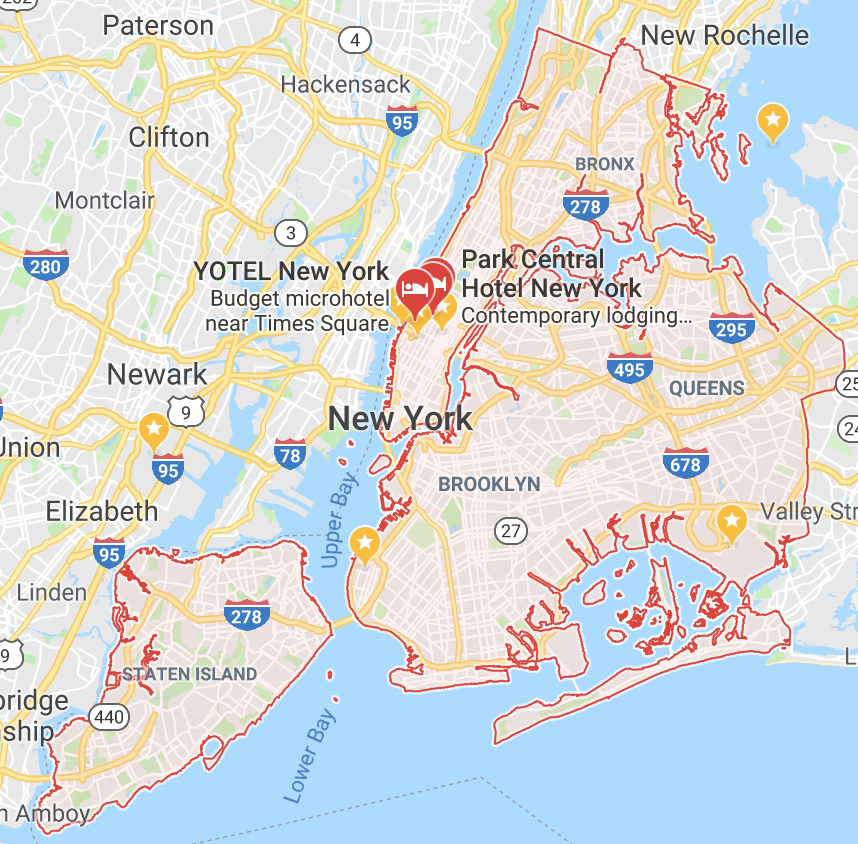 Paterson
4
New Rochelle
Hackensack
95
Clifton
BRONX
Montclair
278
3
280
YOTEL New York
Budget microhotel
near Times Square
Park Central
Hotel New York
Contemporary lodging...
295
495
Newark
QUEENS
25
9
New York
24
Union
78
95
678
BROOKLYN
Upper Bay
Elizabeth
27
Valley Str
95
Linden
278
9
STATEN ISLAND
L
bridge
ship
440
Lower Bay
h Amboy